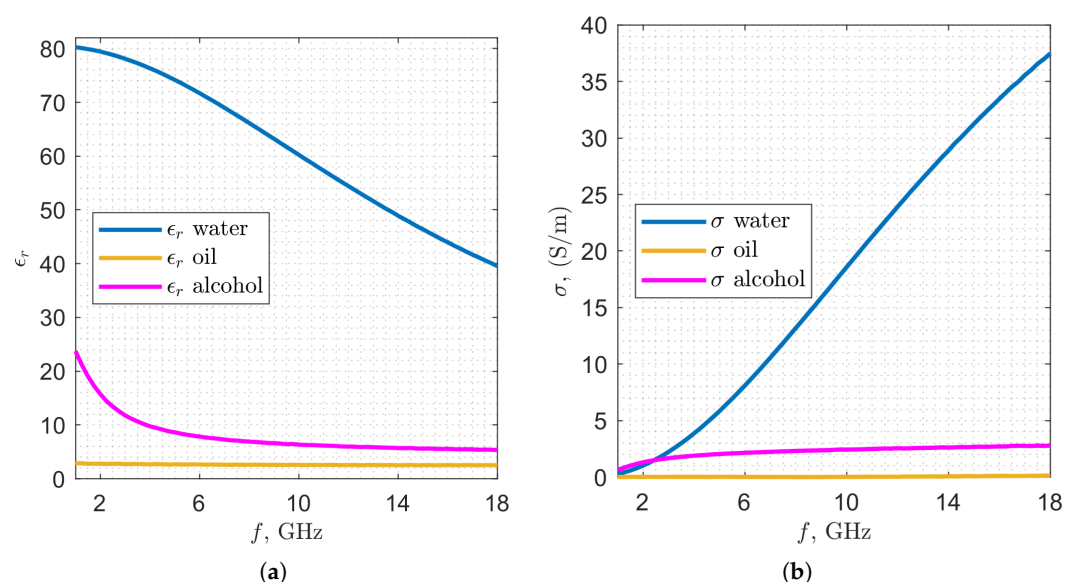 80
70
60
50
40
30
20
10
0
ϵr
ϵr water
ϵr oil
ϵr alcohol
2 6 10 14 18
f, GHz
(a)
40
35
30
25
20
15
10
5
0
σ, (S/m)
σ water
σ oil
σ alcohol
2 6 10 14 18
f, GHz
(b)